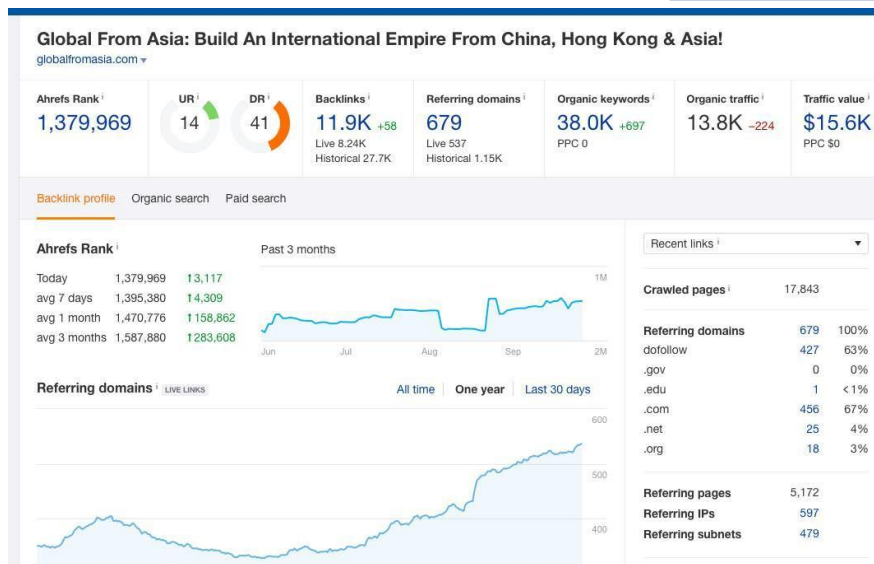 Global From Asia: Build An International Empire From China, Hong Kong & Asia!
globalfromasia.com
Ahrefs Rank i
1,379,969
UR i
14
DR i
41
Backlinks i
11.9K +58
Live 8.24K
Historical 27.7K
Referring domains i
679
Live 537
Historical 1.15K
Organic keywords i
38.0K +697
PPC 0
Organic traffic i
13.8K -224
Traffic value i
$15.6K
PPC $0
Backlink profile Organic search Paid search
Ahrefs Rank i
Past 3 months
Today 1,379,969 ↑3,117
avg 7 days 1,395,380 ↑4,309
avg 1 month 1,470,776 ↑158,862
avg 3 months 1,587,880 ↑283,608
1M
2M
Jun Jul Aug Sep
Referring domains i LIVE LINKS
All time One year Last 30 days
600
500
400
Recent links i
Crawled pages i 17,843
Referring domains 679 100%
dofollow 427 63%
.gov 0 0%
.edu 1 <1%
.com 456 67%
.net 25 4%
.org 18 3%
Referring pages 5,172
Referring IPs 597
Referring subnets 479